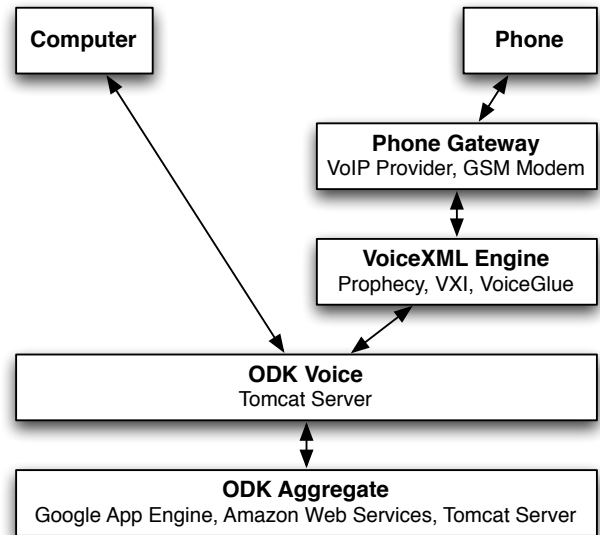 Computer
Phone
Phone Gateway
VoIP Provider, GSM Modem
VoiceXML Engine
Prophecy, VXI, VoiceGlue
ODK Voice
Tomcat Server
ODK Aggregate
Google App Engine, Amazon Web Services, Tomcat Server